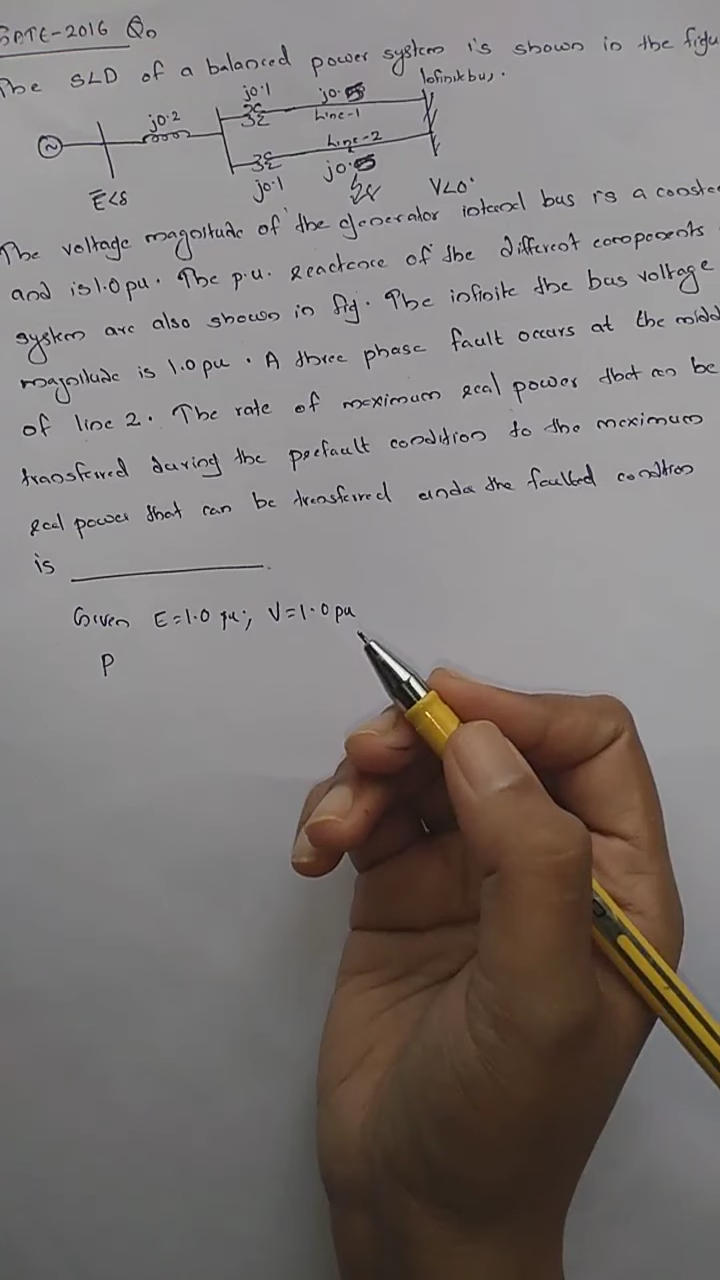 GATE-2016 Qn
The SLD of a balanced power system is shown in the figu
Infinite bus.
j0.1
j0.5
j0.2
Line-1
Line-2
j0.1
j0.5
E<δ
V<0°
The voltage magnitude of the generator internal bus is a consta
and is 1.0 pu. The p.u. reactance of the different components
system are also shown in fig. The infinite the bus voltage
magnitude is 1.0 pu. A three phase fault occurs at the midd
of line 2. The rate of maximum real power that can be
transferred during the prefault condition to the maximum
real power that can be transferred under the faulted condition
is
Given E=1.0 pu; V=1.0 pu
P